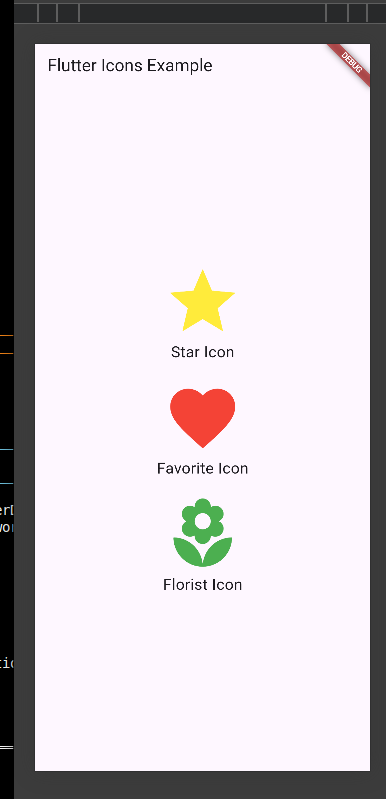 Flutter Icons Example
DEBUG
Star Icon
Favorite Icon
Florist Icon